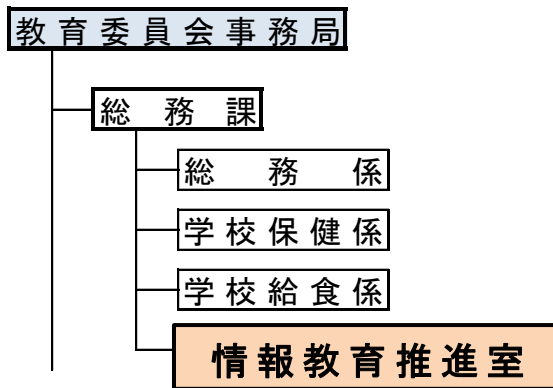 教育委員会事務局
総務課
総務係
学校保健係
学校給食係
情報教育推進室